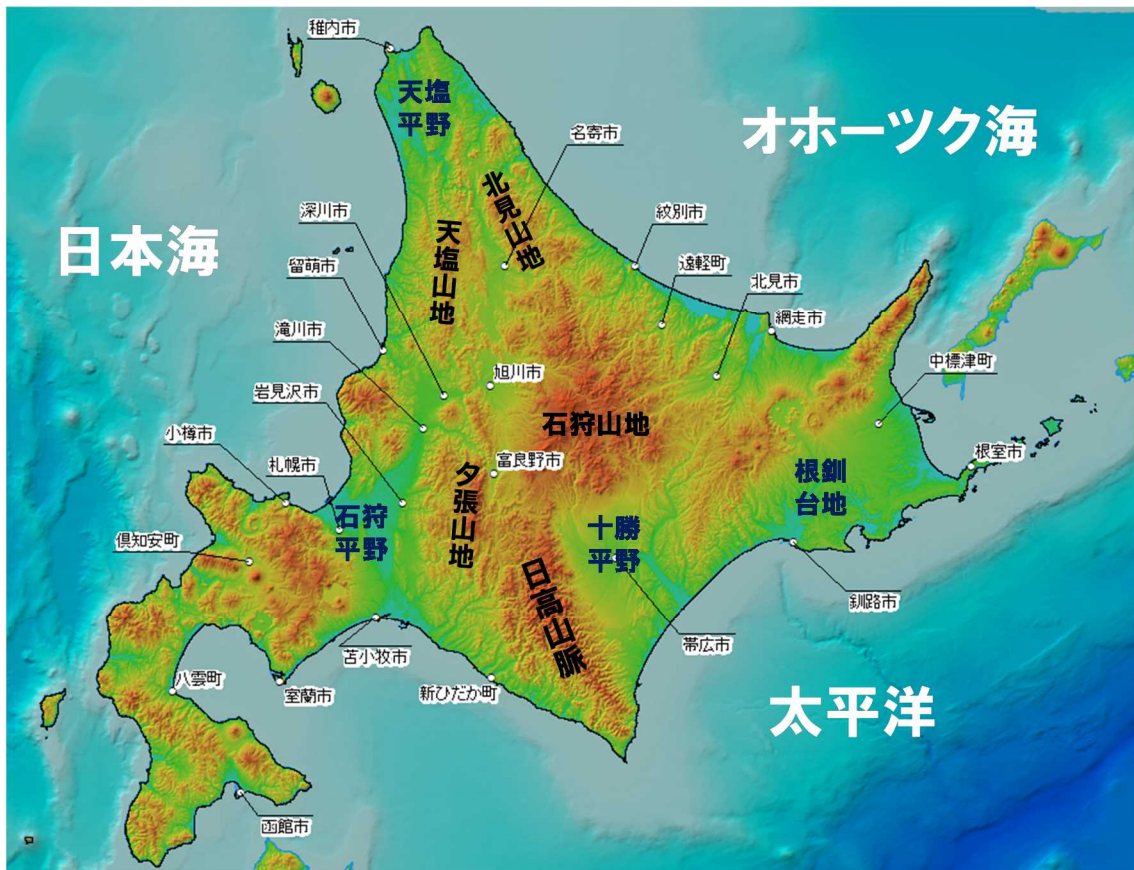 稚内市
天塩
平野
オホーツク海
名寄市
北見山地
深川市
紋別市
日本海
天塩山地
留萌市
遠軽町
北見市
網走市
滝川市
中標津町
旭川市
岩見沢市
石狩山地
小樽市
富良野市
根室市
札幌市
夕張山地
根釧
台地
石狩
平野
十勝
平野
倶知安町
日高山脈
釧路市
帯広市
苫小牧市
八雲町
室蘭市
新ひだか町
太平洋
函館市